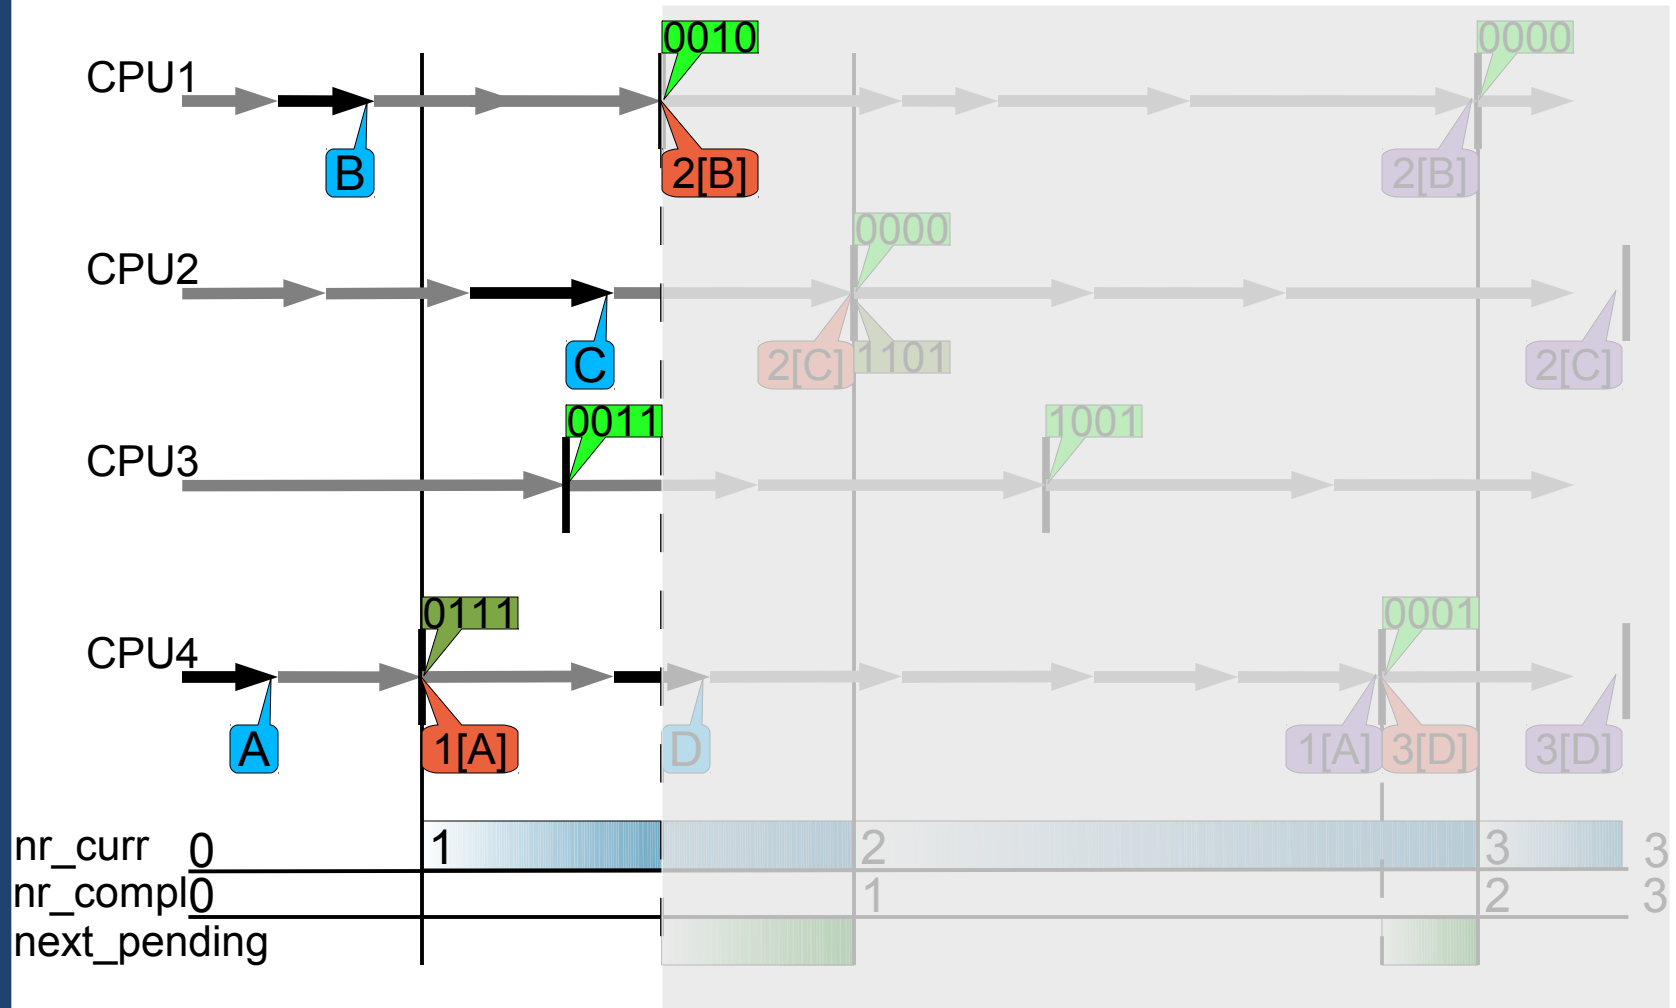 0010
0000
CPU1
B
2[B]
2[B]
0000
CPU2
C
2[C]
1101
2[C]
0011
1001
CPU3
0111
0001
CPU4
A
1[A]
D
1[A]
3[D]
3[D]
nr_curr 0 1 2 3 3
nr_compl 0 1 2 3
next_pending